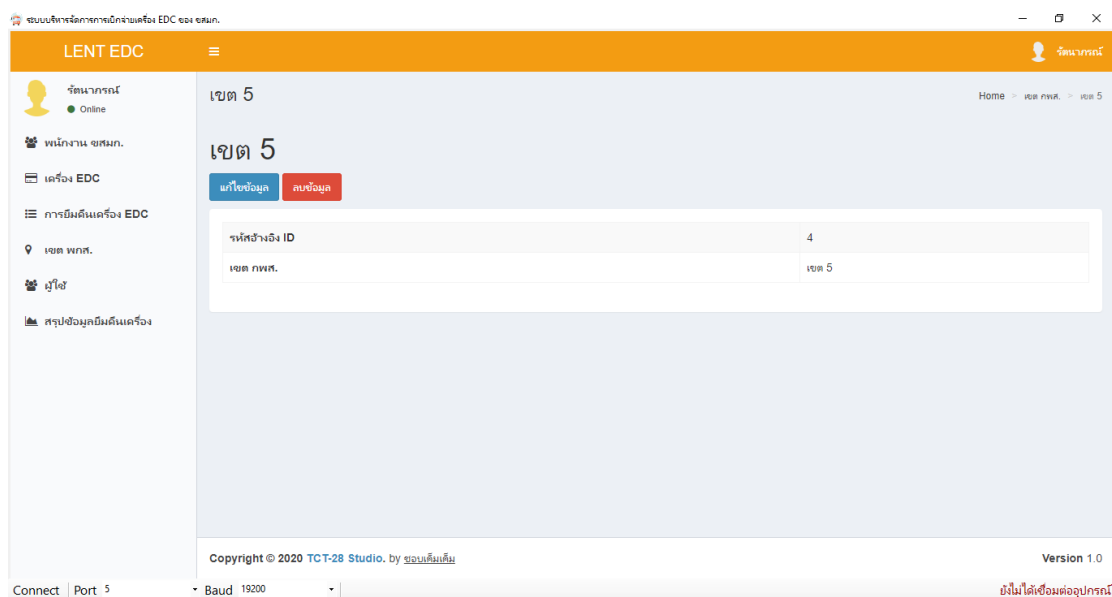 ระบบบริหารจัดการการเบิกจ่ายเครื่อง EDC ของ ขสมก.
LENT EDC
รัตนาภรณ์
รัตนาภรณ์
Online
เขต 5
Home > เขต กพส. > เขต 5
พนักงาน ขสมก.
เครื่อง EDC
การยืมคืนเครื่อง EDC
เขต พกส.
ผู้ใช้
สรุปข้อมูลยืมคืนเครื่อง
เขต 5
แก้ไขข้อมูล ลบข้อมูล
รหัสอ้างอิง ID 4
เขต กพส. เขต 5
Copyright © 2020 TCT-28 Studio. by ชอบเค็มเค็ม
Version 1.0
Connect Port 5 Baud 19200 ยังไม่ได้เชื่อมต่ออุปกรณ์